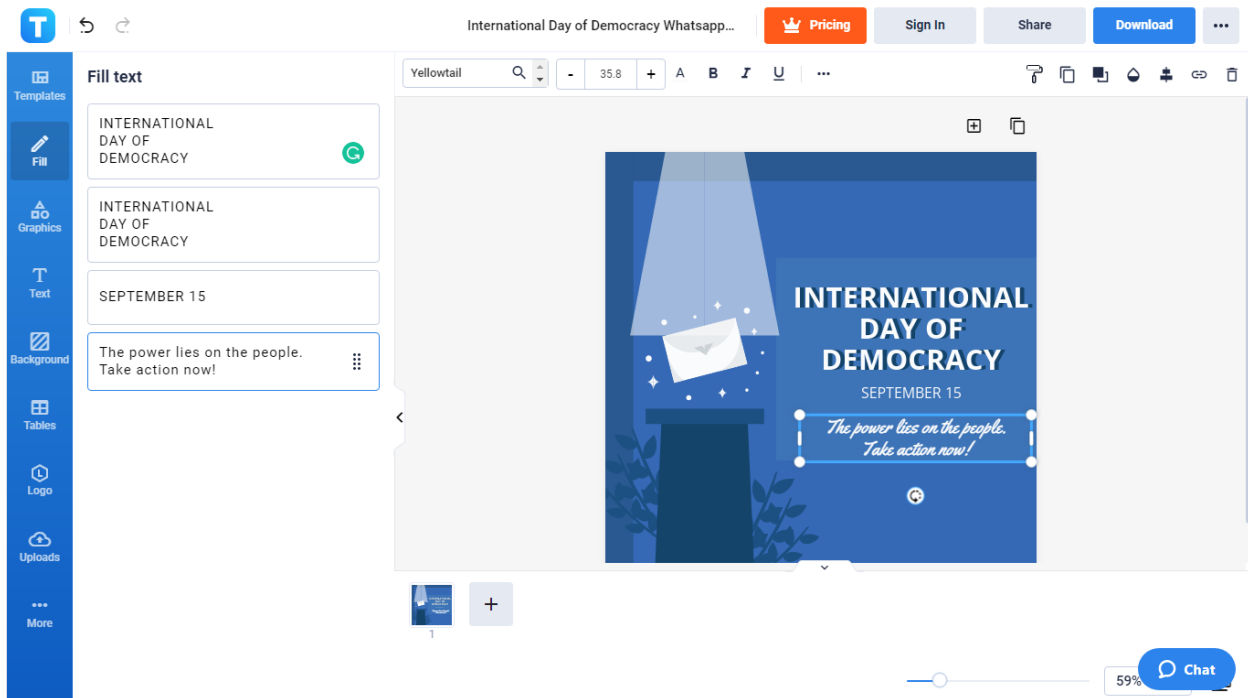 T
International Day of Democracy Whatsapp...
Pricing
Sign In
Share
Download
Templates
Fill
Graphics
Text
Background
Tables
Logo
Uploads
More
Fill text
INTERNATIONAL
DAY OF
DEMOCRACY
INTERNATIONAL
DAY OF
DEMOCRACY
SEPTEMBER 15
The power lies on the people.
Take action now!
Yellowtail
- 35.8 + A B I U
INTERNATIONAL
DAY OF
DEMOCRACY
SEPTEMBER 15
The power lies on the people.
Take action now!
1
59%
Chat